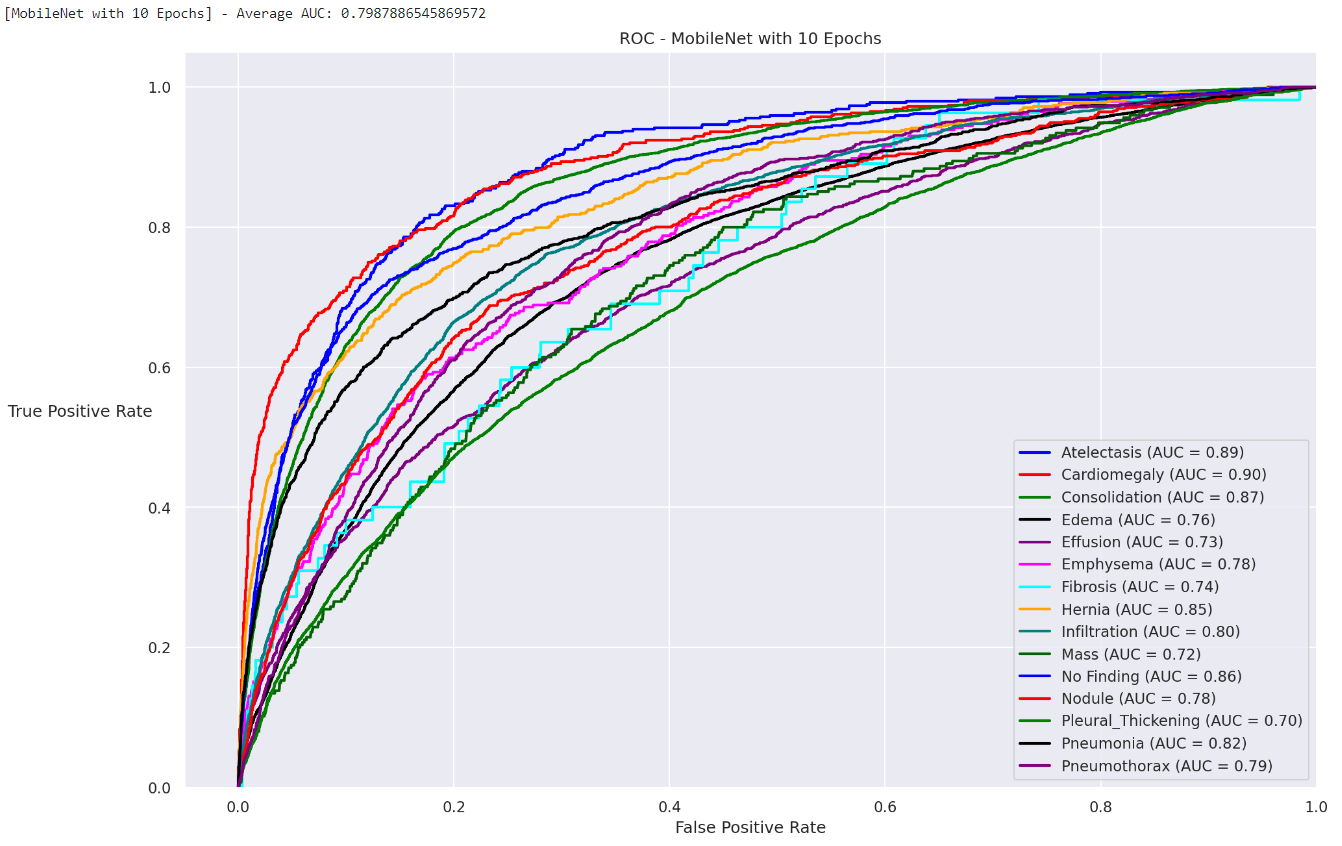 [MobileNet with 10 Epochs] - Average AUC: 0.7987886545869572
ROC - MobileNet with 10 Epochs
1.0
0.8
0.6
True Positive Rate
0.4
0.2
0.0
Atelectasis (AUC = 0.89)
Cardiomegaly (AUC = 0.90)
Consolidation (AUC = 0.87)
Edema (AUC = 0.76)
Effusion (AUC = 0.73)
Emphysema (AUC = 0.78)
Fibrosis (AUC = 0.74)
Hernia (AUC = 0.85)
Infiltration (AUC = 0.80)
Mass (AUC = 0.72)
No Finding (AUC = 0.86)
Nodule (AUC = 0.78)
Pleural_Thickening (AUC = 0.70)
Pneumonia (AUC = 0.82)
Pneumothorax (AUC = 0.79)
0.0 0.2 0.4 0.6 0.8 1.0
False Positive Rate